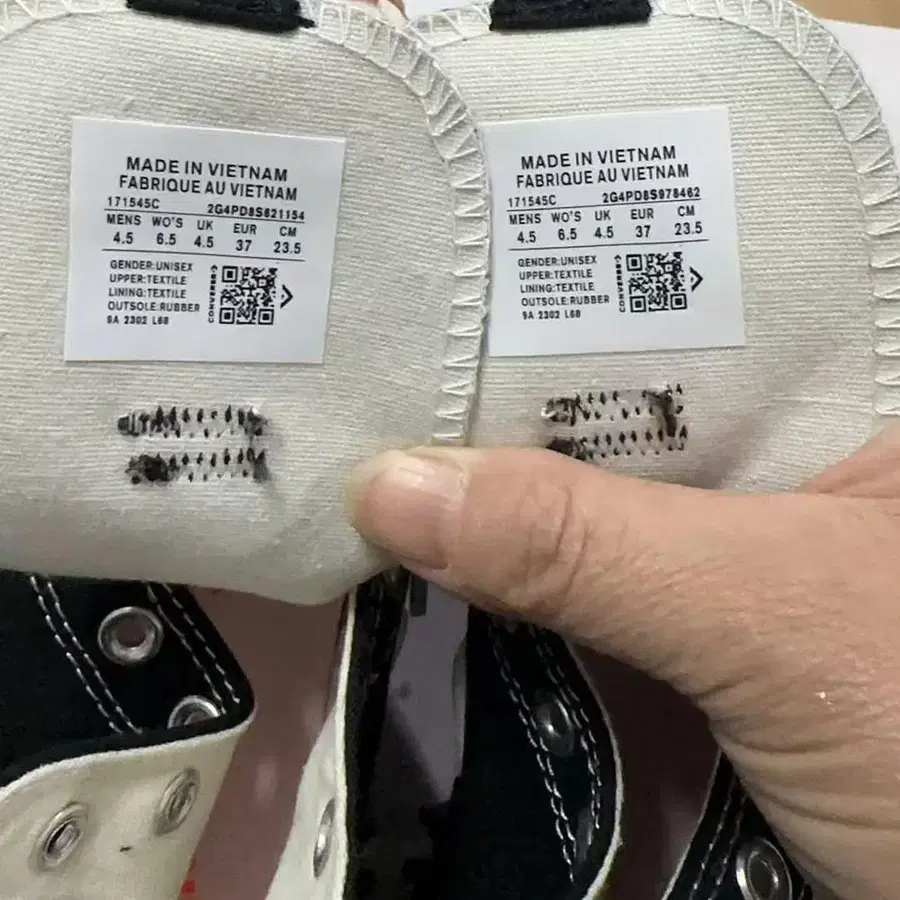 MADE IN VIETNAM
FABRIQUE AU VIETNAM
171545C 2G4PD8S621154
MENS WO'S UK EUR CM
4.5 6.5 4.5 37 23.5
GENDER:UNISEX
UPPER:TEXTILE
LINING:TEXTILE
OUTSOLE:RUBBER
9A 2302 L68
CONVERSE
MADE IN VIETNAM
FABRIQUE AU VIETNAM
171545C 2G4PD8S978462
MENS WO'S UK EUR CM
4.5 6.5 4.5 37 23.5
GENDER:UNISEX
UPPER:TEXTILE
LINING:TEXTILE
OUTSOLE:RUBBER
9A 2302 L68
CONVERSE